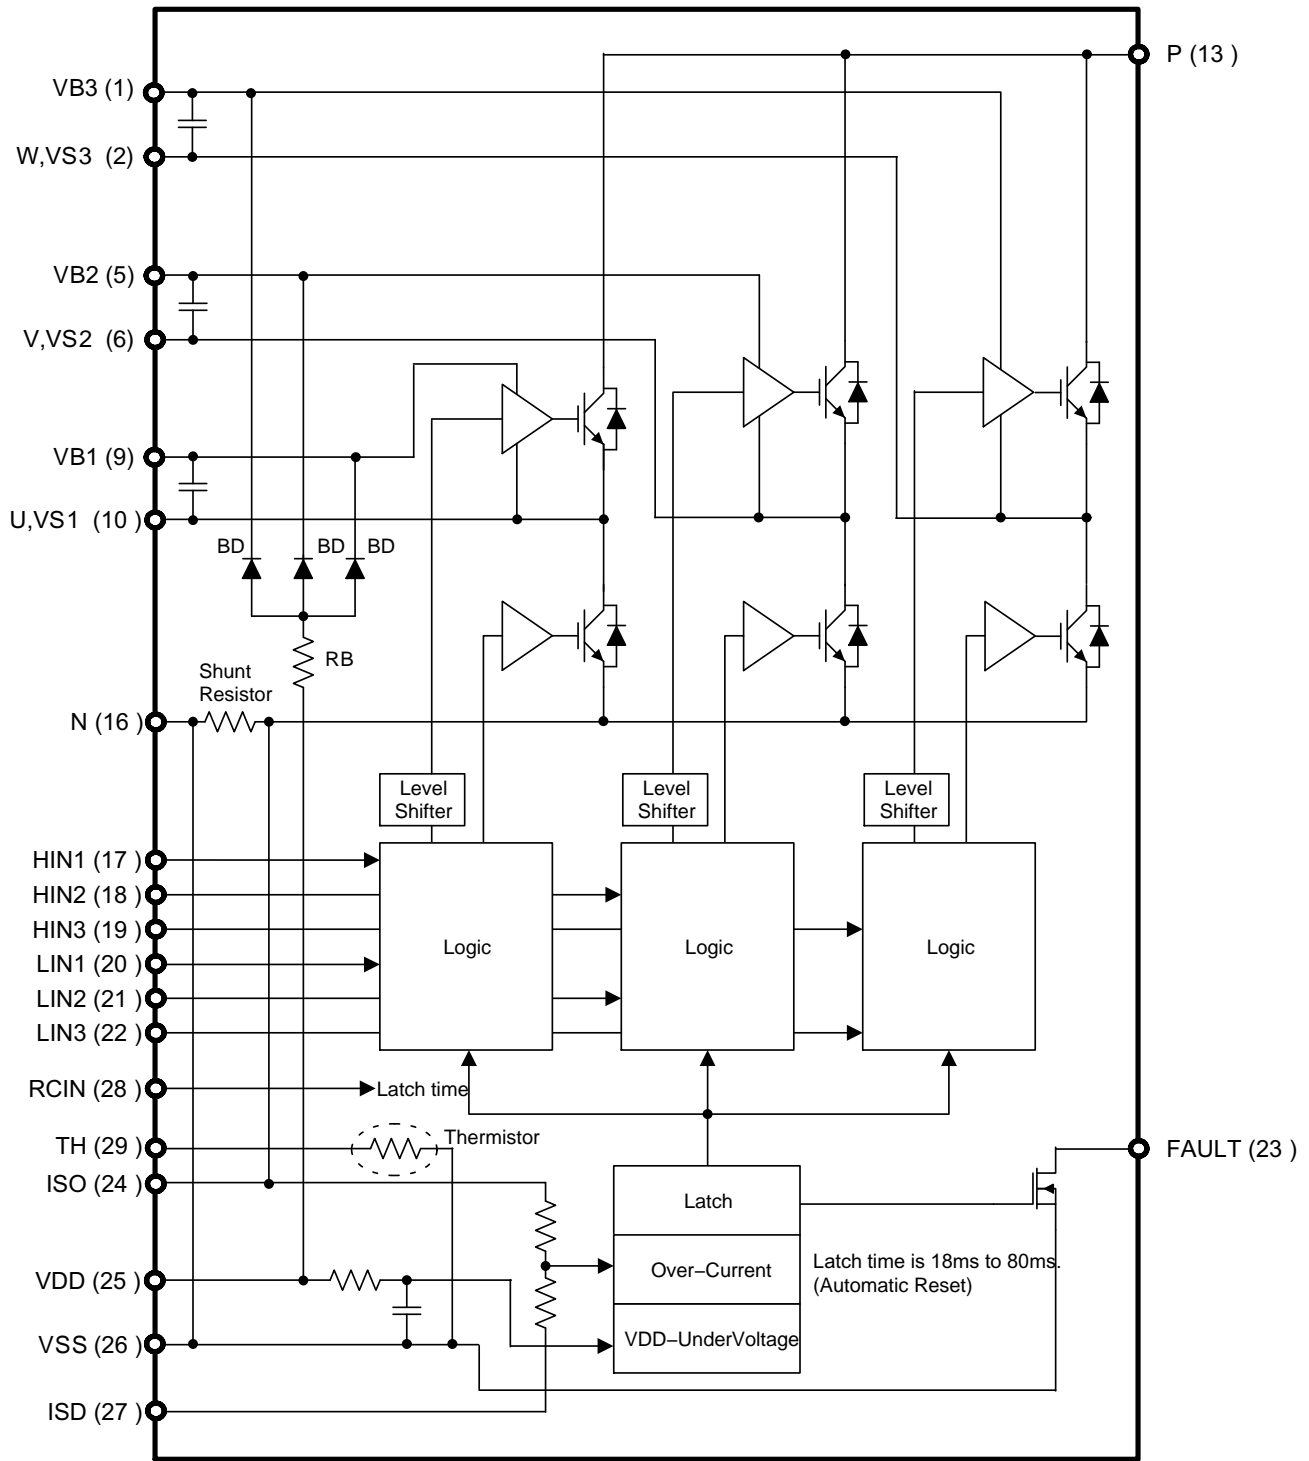 P (13 )
VB3 (1)
W,VS3 (2)
VB2 (5)
V,VS2 (6)
VB1 (9)
U,VS1 (10 )
BD
BD
BD
RB
Shunt
Resistor
N (16 )
Level
Shifter
Level
Shifter
Level
Shifter
HIN1 (17 )
HIN2 (18 )
HIN3 (19 )
LIN1 (20 )
LIN2 (21 )
LIN3 (22 )
Logic
Logic
Logic
RCIN (28 )
Latch time
TH (29 )
Thermistor
FAULT (23 )
ISO (24 )
Latch
Over−Current
VDD−UnderVoltage
Latch time is 18ms to 80ms.
(Automatic Reset)
VDD (25 )
VSS (26 )
ISD (27 )